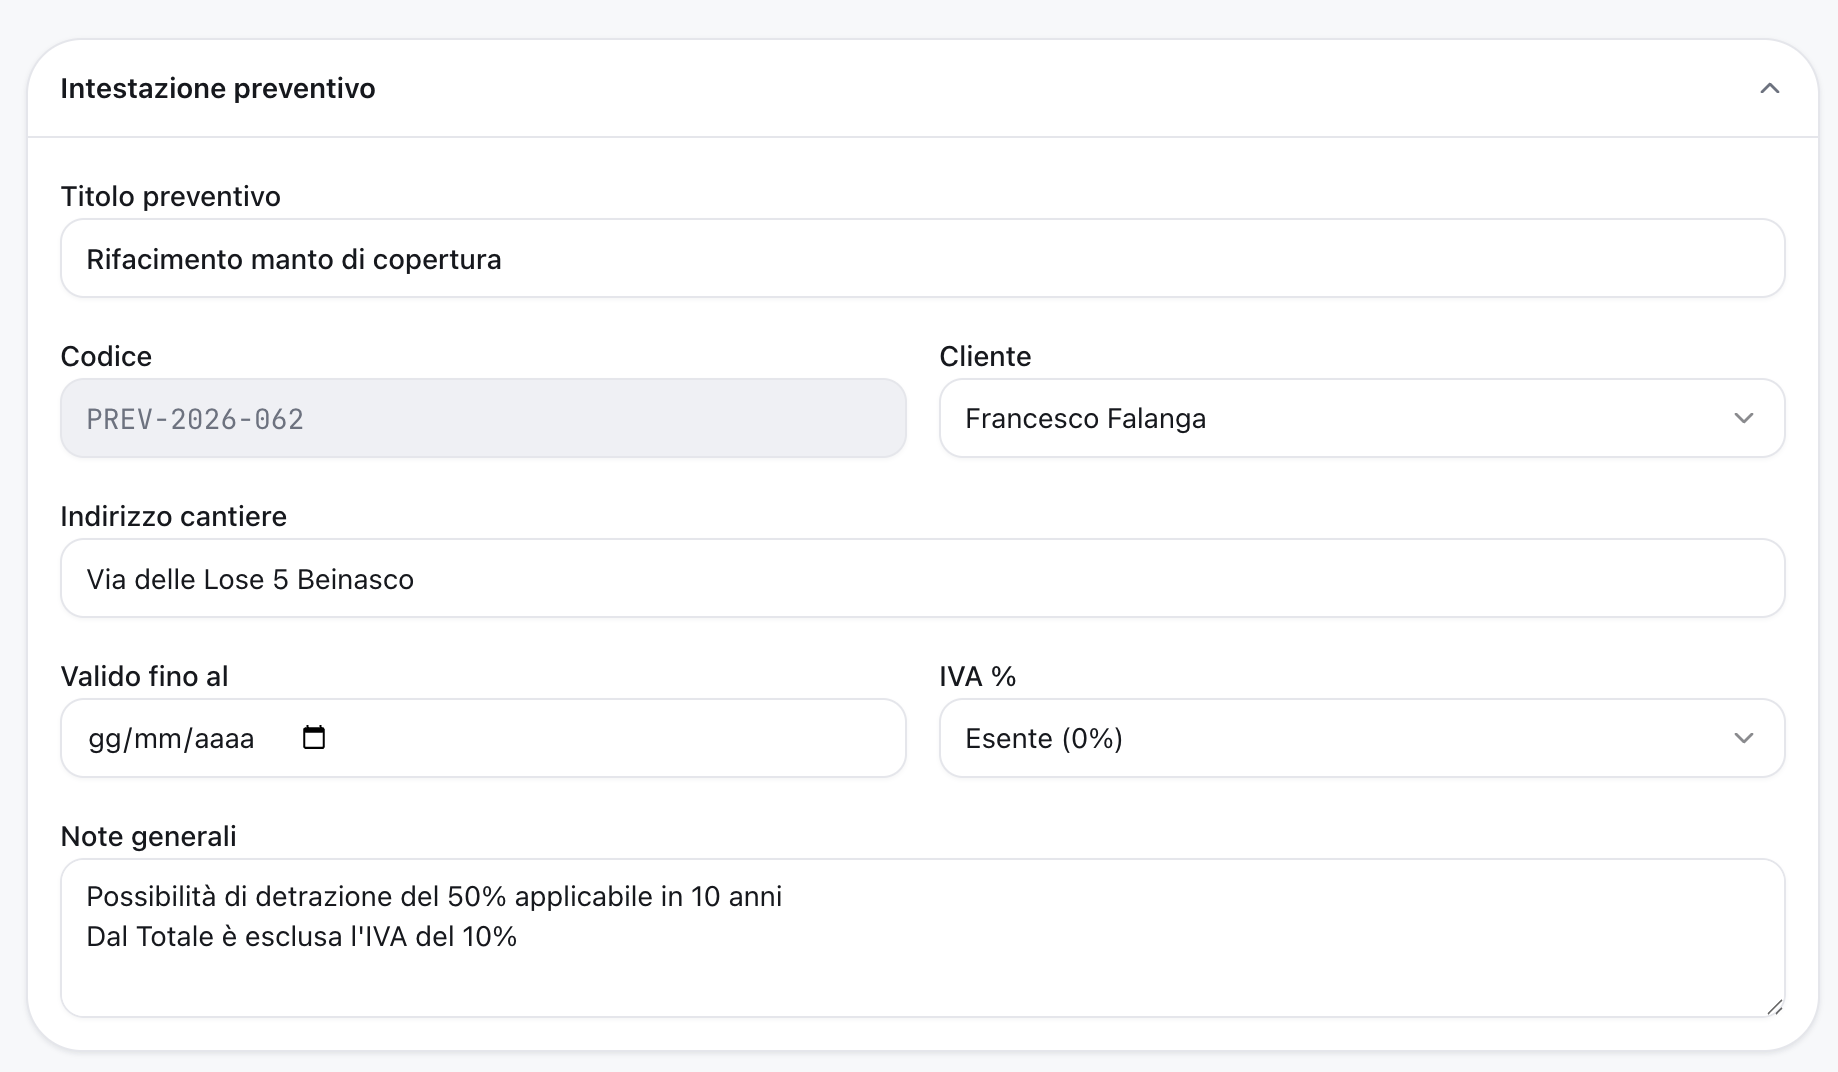 Intestazione preventivo
Titolo preventivo
Rifacimento manto di copertura
Codice
PREV-2026-062
Cliente
Francesco Falanga
Indirizzo cantiere
Via delle Lose 5 Beinasco
Valido fino al
gg/mm/aaaa
IVA %
Esente (0%)
Note generali
Possibilità di detrazione del 50% applicabile in 10 anni
Dal Totale è esclusa l'IVA del 10%